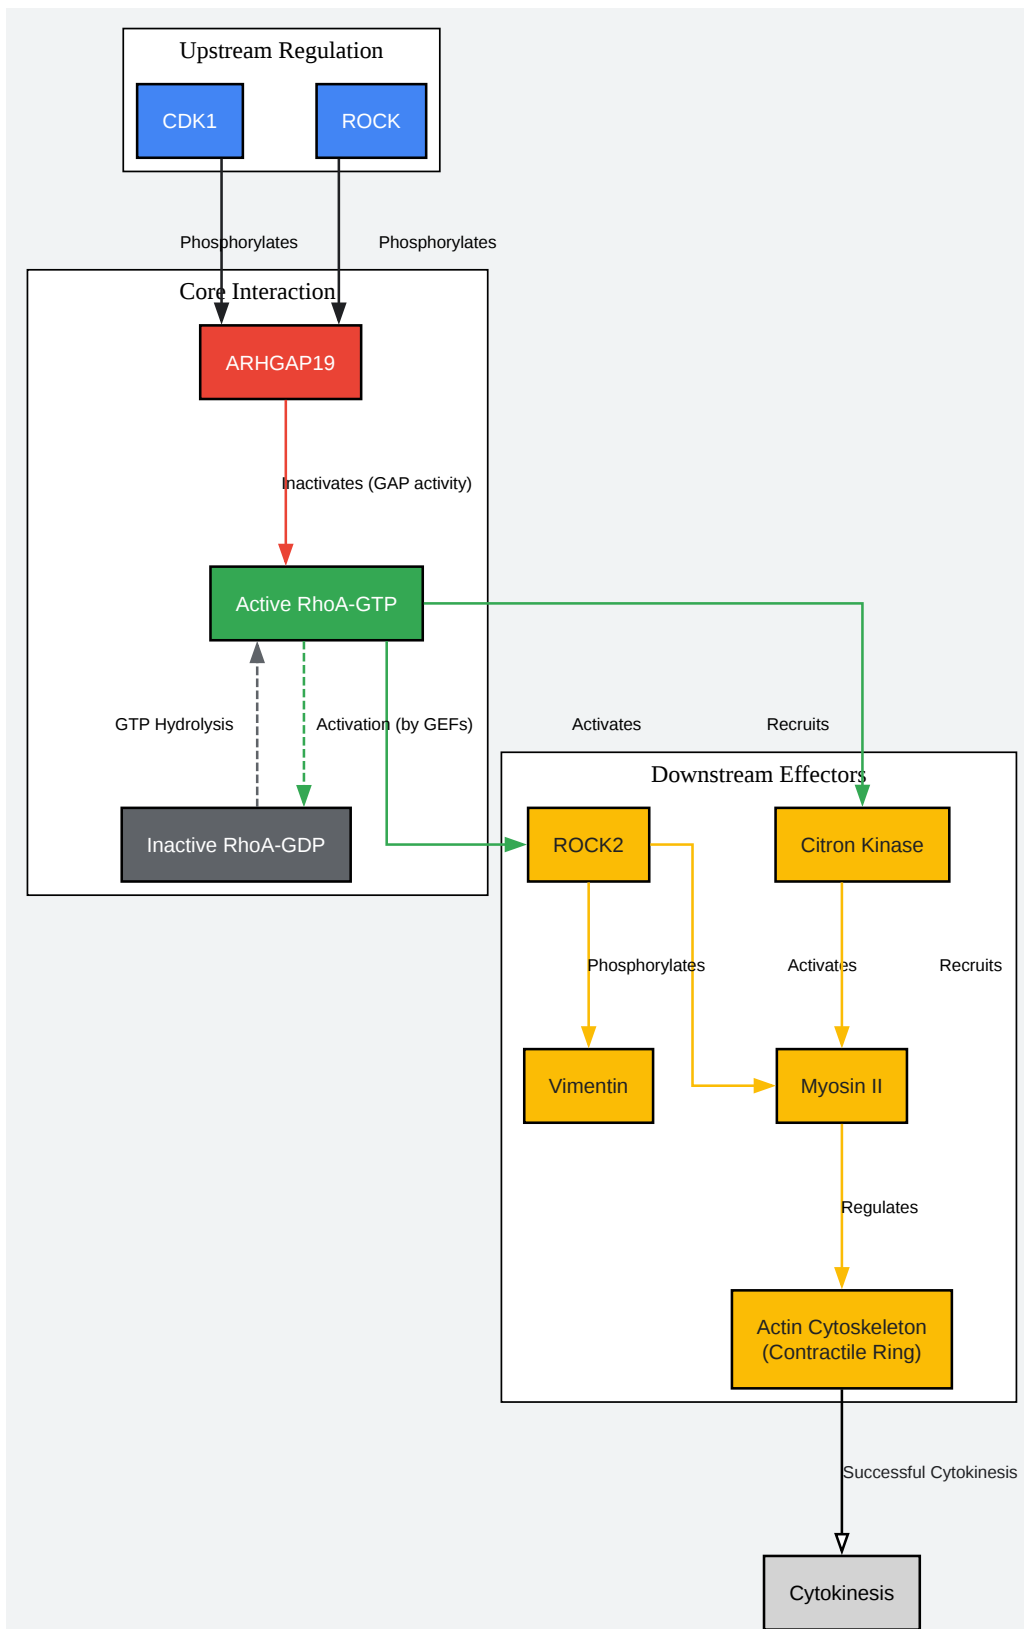 Upstream Regulation
CDK1
ROCK
Phosphorylates
Phosphorylates
Core Interaction
ARHGAP19
Inactivates (GAP activity)
Active RhoA-GTP
GTP Hydrolysis
Activation (by GEFs)
Activates
Recruits
Downstream Effectors
Inactive RhoA-GDP
ROCK2
Citron Kinase
Phosphorylates
Activates
Recruits
Vimentin
Myosin II
Regulates
Actin Cytoskeleton
(Contractile Ring)
Successful Cytokinesis
Cytokinesis